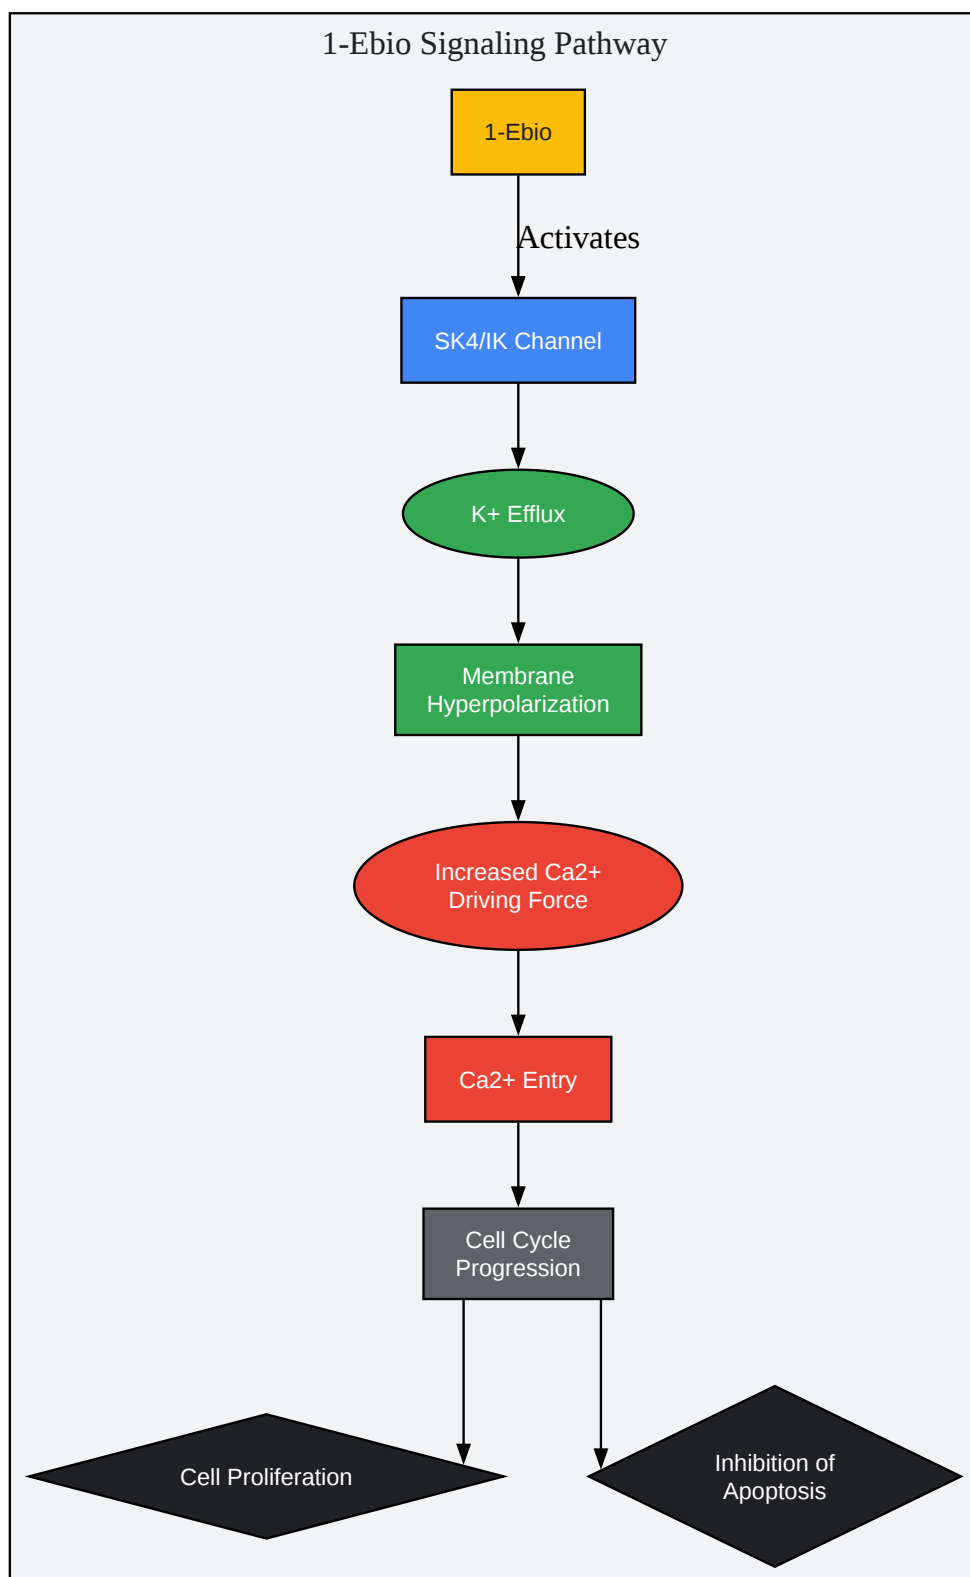 1-Ebio Signaling Pathway
1-Ebio
Activates
SK4/IK Channel
K+ Efflux
Membrane
Hyperpolarization
Increased Ca2+
Driving Force
Ca2+ Entry
Cell Cycle
Progression
Cell Proliferation
Inhibition of
Apoptosis